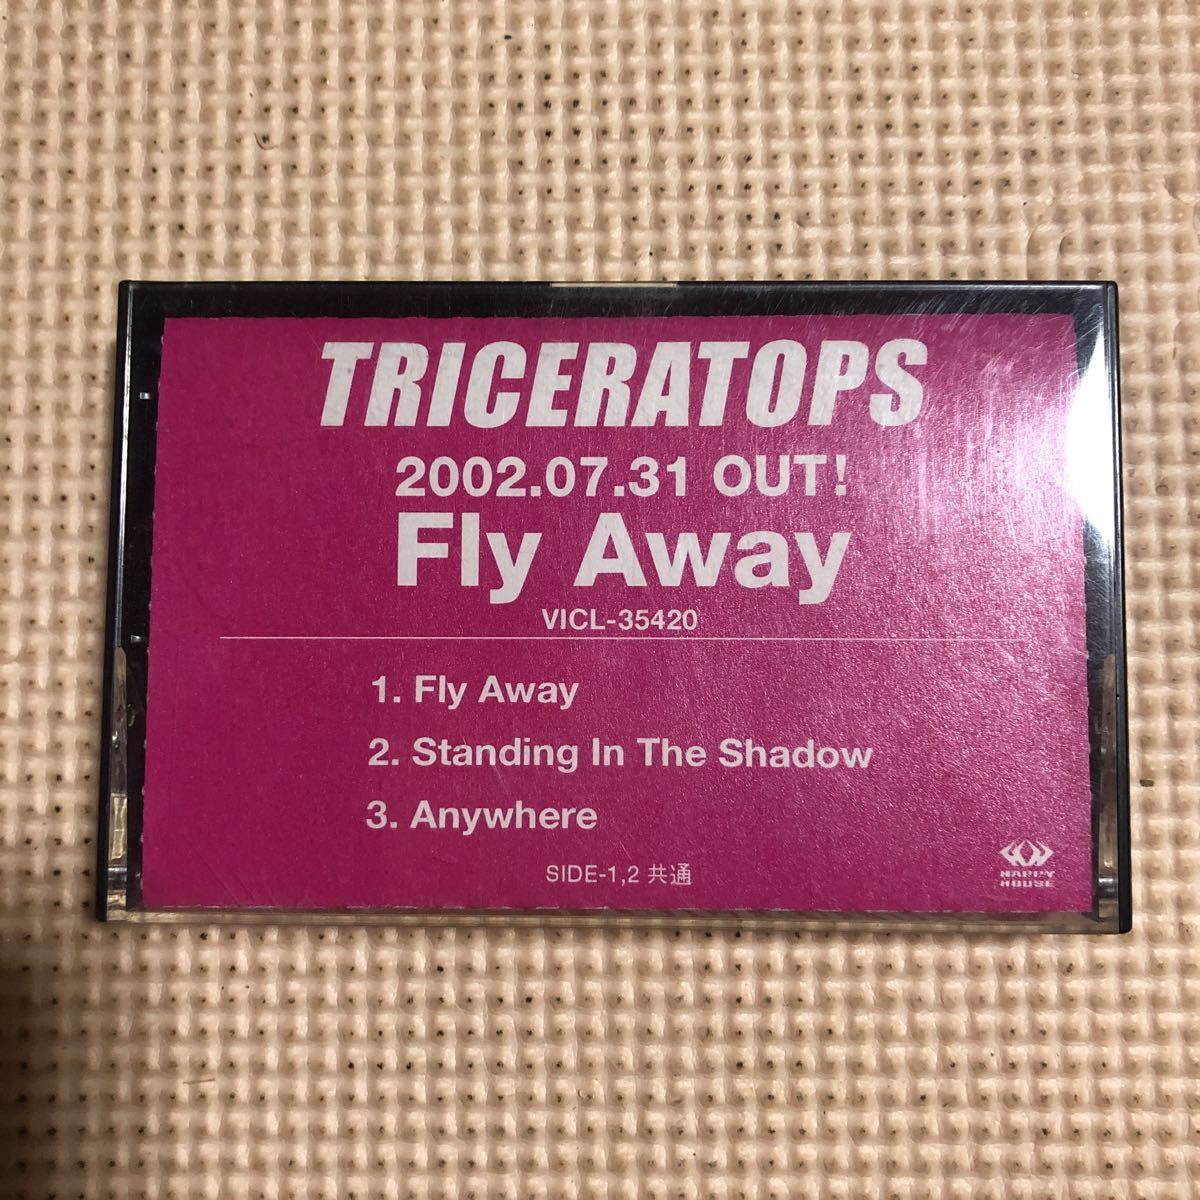 TRICERATOPS
2002.07.31 OUT!
Fly Away
VICL-35420
1. Fly Away
2. Standing In The Shadow
3. Anywhere
SIDE-1,2 共通
HAPPY
HOUSE